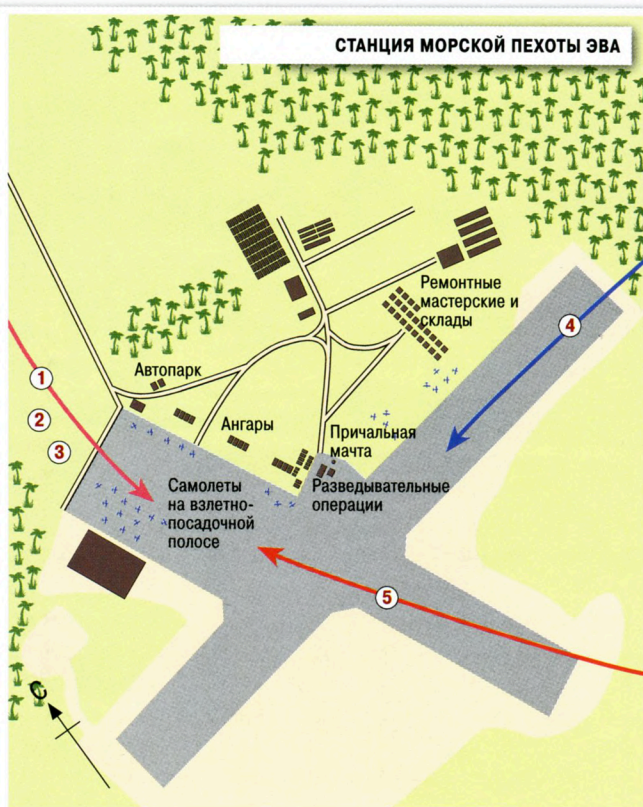 СТАНЦИЯ МОРСКОЙ ПЕХОТЫ ЭВА
Ремонтные
мастерские и
склады
4
1
Автопарк
2
Ангары
Причальная
мачта
3
Самолеты
на взлетно-
посадочной
полосе
Разведывательные
операции
5
С